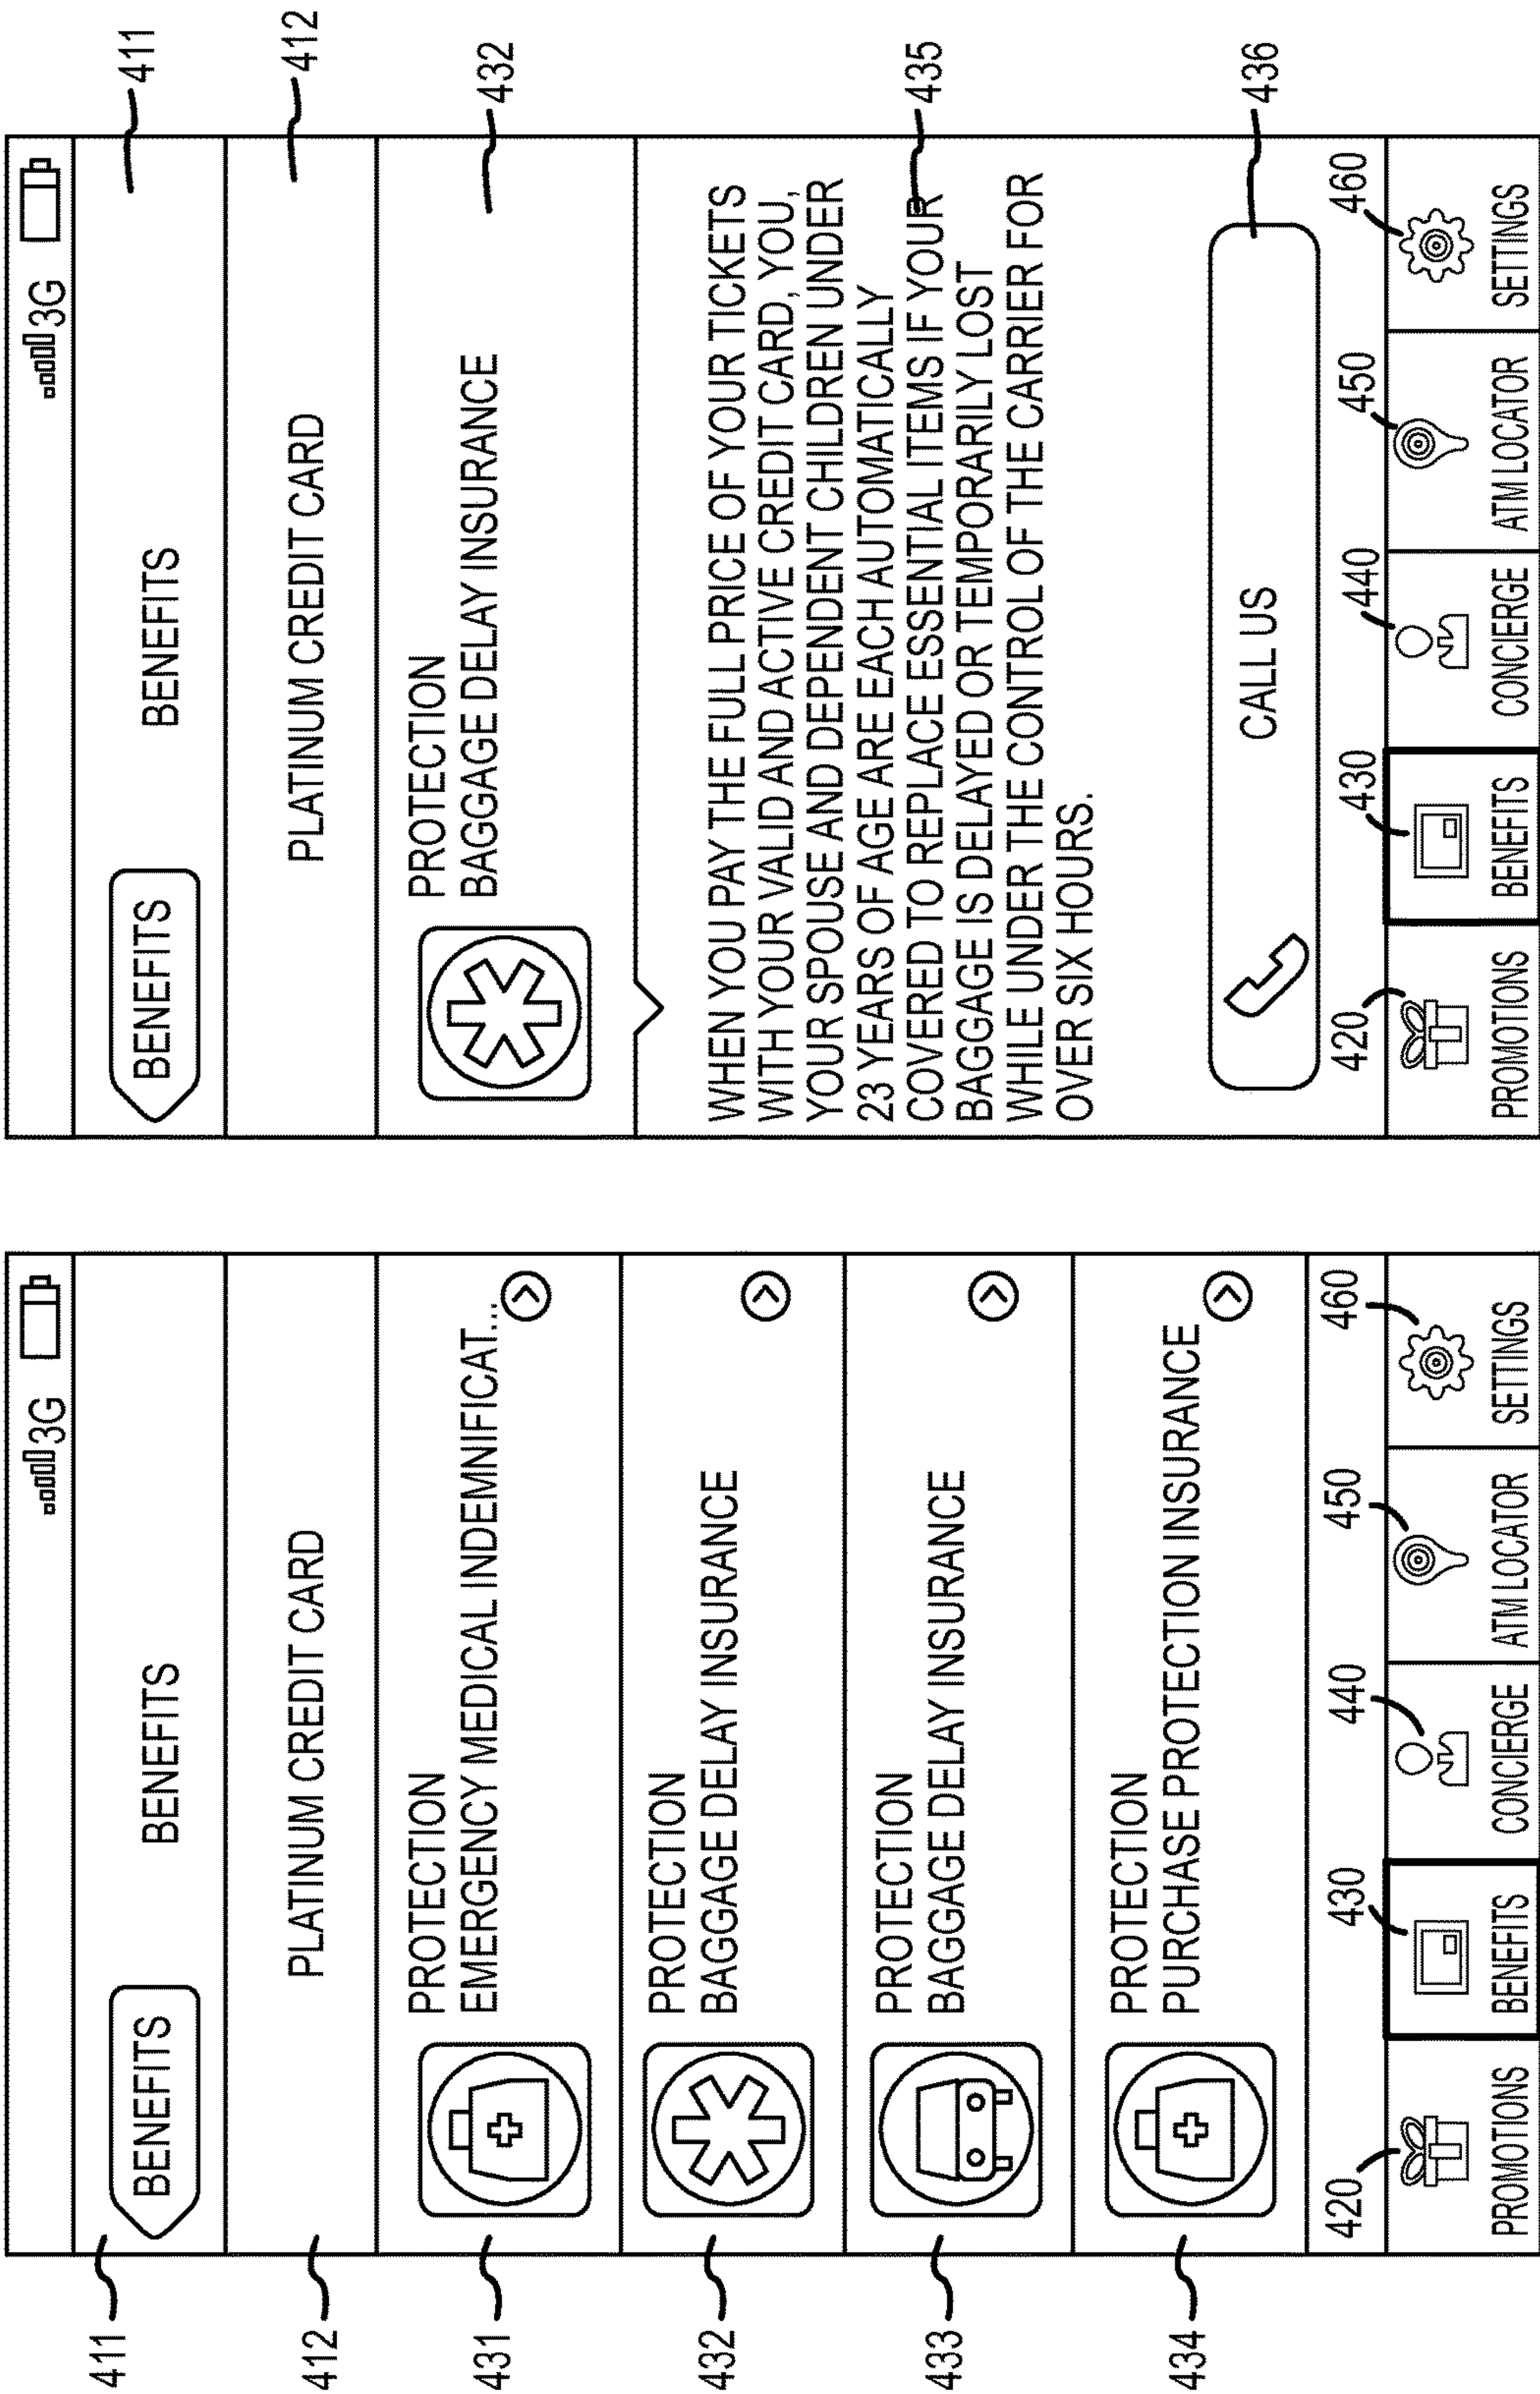 3G
411
BENEFITS
BENEFITS
412
PLATINUM CREDIT CARD
431
PROTECTION
EMERGENCY MEDICAL INDEMNIFICAT...
432
PROTECTION
BAGGAGE DELAY INSURANCE
433
PROTECTION
BAGGAGE DELAY INSURANCE
434
PROTECTION
PURCHASE PROTECTION INSURANCE
420
430
440
450
460
PROMOTIONS
BENEFITS
CONCIERGE
ATM LOCATOR
SETTINGS
3G
BENEFITS
BENEFITS
411
PLATINUM CREDIT CARD
412
PROTECTION
BAGGAGE DELAY INSURANCE
432
WHEN YOU PAY THE FULL PRICE OF YOUR TICKETS
WITH YOUR VALID AND ACTIVE CREDIT CARD, YOU,
YOUR SPOUSE AND DEPENDENT CHILDREN UNDER
23 YEARS OF AGE ARE EACH AUTOMATICALLY
COVERED TO REPLACE ESSENTIAL ITEMS IF YOUR
BAGGAGE IS DELAYED OR TEMPORARILY LOST
WHILE UNDER THE CONTROL OF THE CARRIER FOR
OVER SIX HOURS.
435
CALL US
436
420
430
440
450
460
PROMOTIONS
BENEFITS
CONCIERGE
ATM LOCATOR
SETTINGS